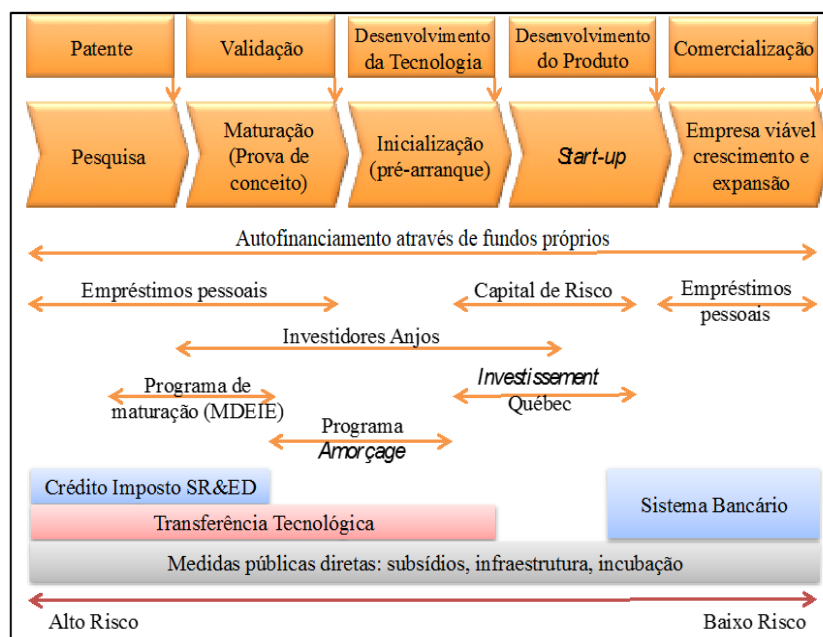 Patente
Validação
Desenvolvimento
da Tecnologia
Desenvolvimento
do Produto
Comercialização
Pesquisa
Maturação
(Prova de
conceito)
Inicialização
(pré-arranque)
Start-up
Empresa viável
crescimento e
expansão
Autofinanciamento através de fundos próprios
Empréstimos pessoais
Capital de Risco
Empréstimos
pessoais
Investidores Anjos
Programa de
maturação (MDEIE)
Investissement
Québec
Programa
Amorçage
Crédito Imposto SR&ED
Sistema Bancário
Transferência Tecnológica
Medidas públicas diretas: subsídios, infraestrutura, incubação
Alto Risco
Baixo Risco